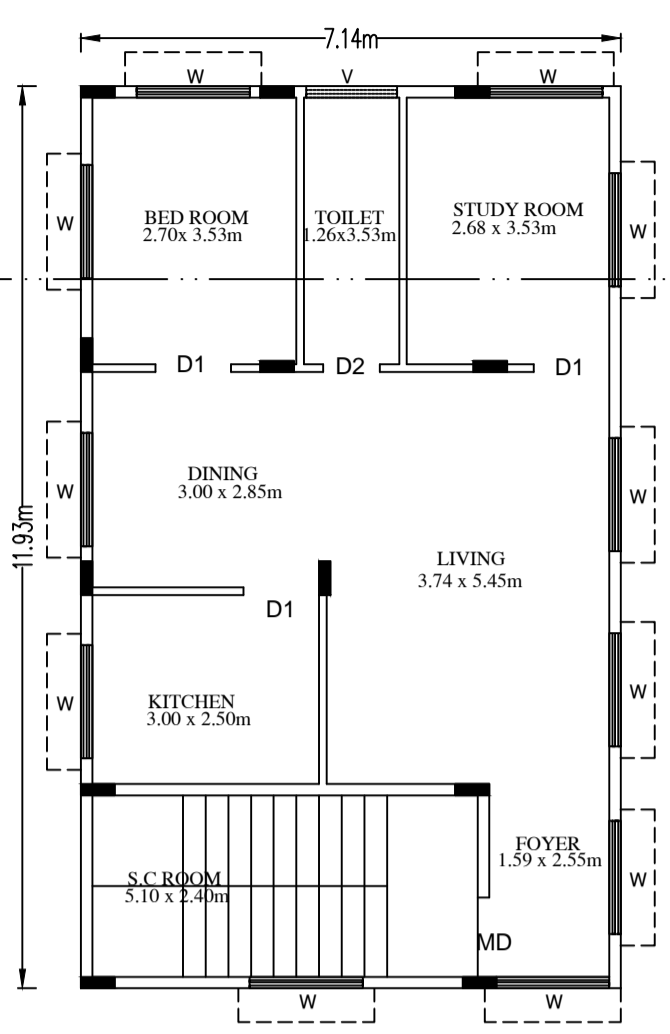 7.14m
W
V
W
BED ROOM
2.70x 3.53m
TOILET
1.26x3.53m
STUDY ROOM
2.68 x 3.53m
W
W
D1
D2
D1
DINING
3.00 x 2.85m
W
W
11.93m
LIVING
3.74 x 5.45m
D1
KITCHEN
3.00 x 2.50m
W
W
S.C ROOM
5.10 x 2.40m
FOYER
1.59 x 2.55m
W
MD
W
W